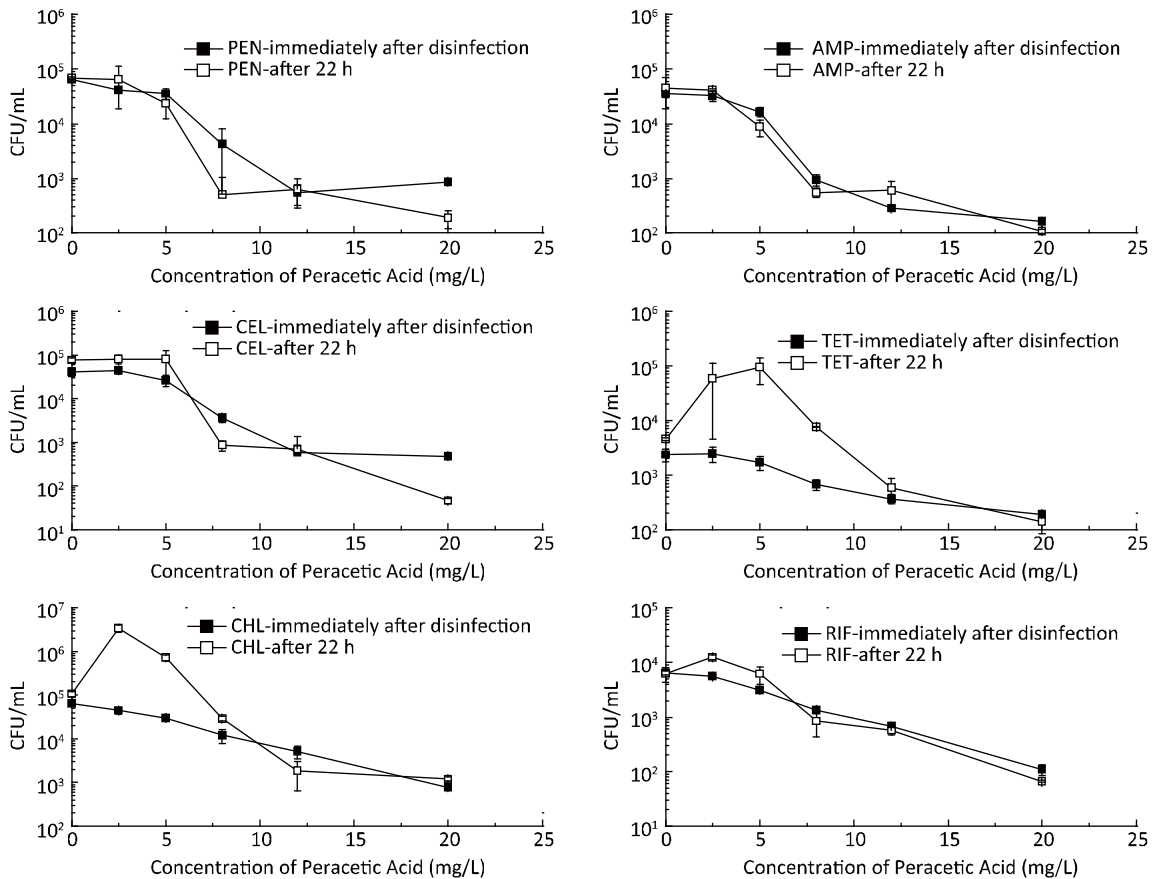 10⁶
10⁵
10⁴
10³
10²
CFU/mL
PEN-immediately after disinfection
PEN-after 22 h
0 5 10 15 20 25
Concentration of Peracetic Acid (mg/L)
10⁶
10⁵
10⁴
10³
10²
CFU/mL
AMP-immediately after disinfection
AMP-after 22 h
0 5 10 15 20 25
Concentration of Peracetic Acid (mg/L)
10⁶
10⁵
10⁴
10³
10²
10¹
CFU/mL
CEL-immediately after disinfection
CEL-after 22 h
0 5 10 15 20 25
Concentration of Peracetic Acid (mg/L)
10⁶
10⁵
10⁴
10³
10²
CFU/mL
TET-immediately after disinfection
TET-after 22 h
0 5 10 15 20 25
Concentration of Peracetic Acid (mg/L)
10⁷
10⁶
10⁵
10⁴
10³
10²
CFU/mL
CHL-immediately after disinfection
CHL-after 22 h
0 5 10 15 20 25
Concentration of Peracetic Acid (mg/L)
10⁵
10⁴
10³
10²
10¹
CFU/mL
RIF-immediately after disinfection
RIF-after 22 h
0 5 10 15 20 25
Concentration of Peracetic Acid (mg/L)